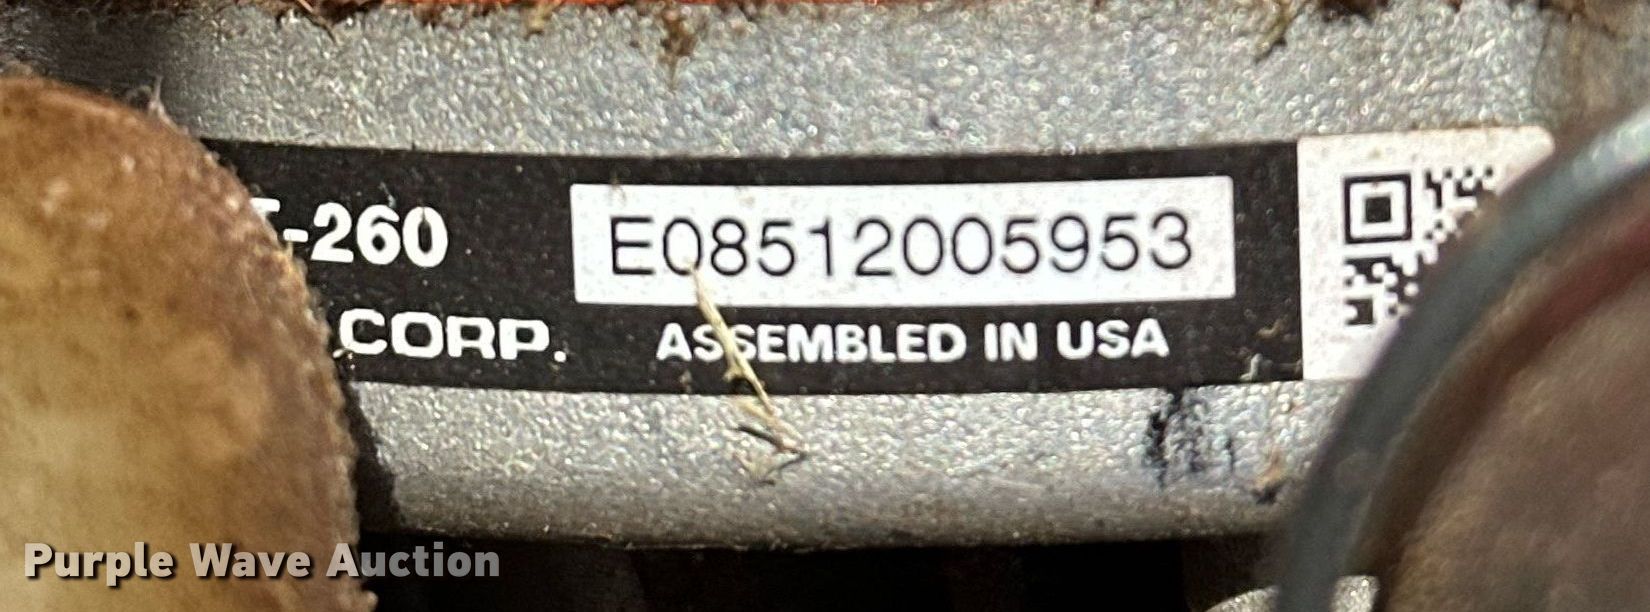 -260
E08512005953
CORP.
ASSEMBLED IN USA
Purple Wave Auction